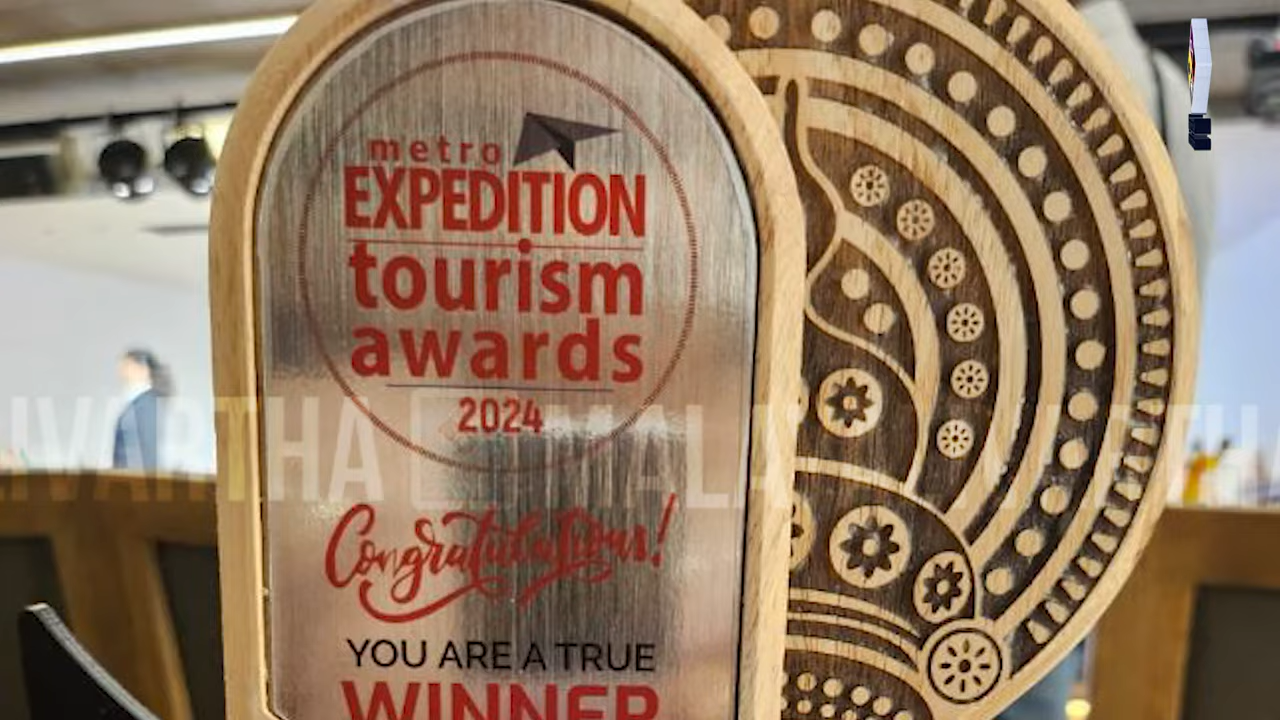 metro
EXPEDITION
tourism
awards
2024
Congratulations!
YOU ARE A TRUE
WINNER